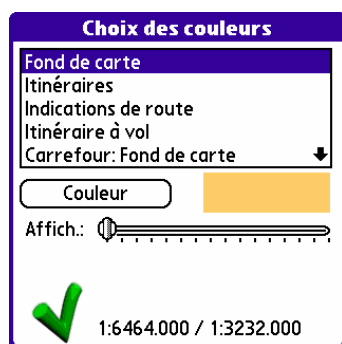 Choix des couleurs
Fond de carte
Itinéraires
Indications de route
Itinéraire à vol
Carrefour: Fond de carte
Couleur
Affich.:
1:6464.000 / 1:3232.000